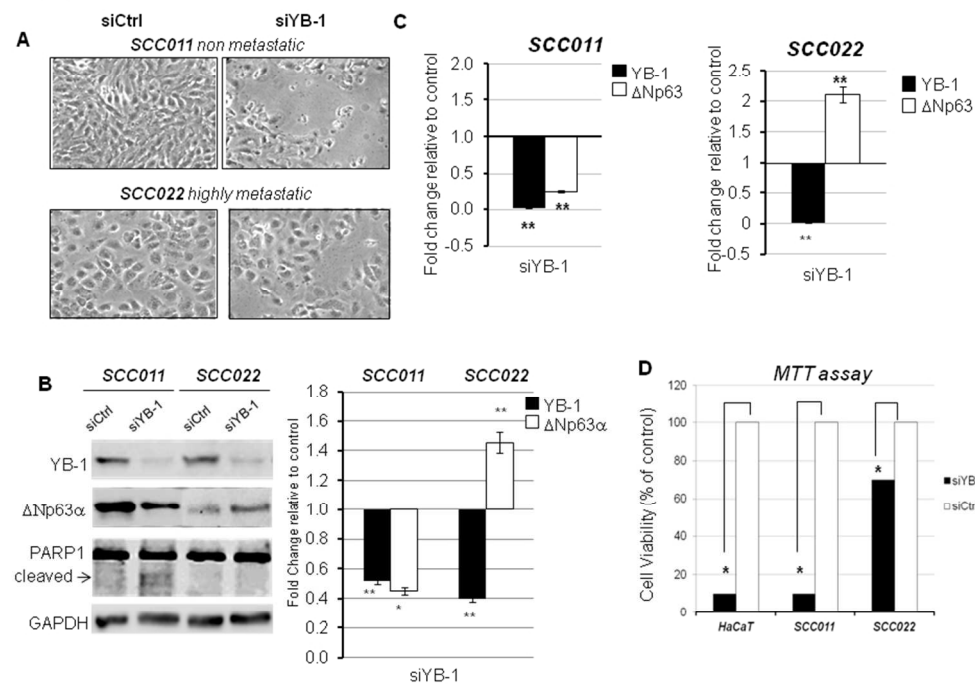 siCtrl siYB-1
A
SCC011 non metastatic
SCC022 highly metastatic
C
SCC011
Fold change relative to control
2.0
1.5
1.0
0.5
0.0
-0.5
** **
siYB-1
YB-1
ΔNp63
SCC022
Fold change relative to control
2.5
2
1.5
1
0.5
0
-0.5
**
**
siYB-1
YB-1
ΔNp63
B
SCC011 SCC022
siCtrl siYB-1 siCtrl siYB-1
YB-1
ΔNp63α
PARP1
cleaved →
GAPDH
Fold Change relative to control
1.8
1.6
1.4
1.2
1.0
0.8
0.6
0.4
0.2
0.0
SCC011 SCC022
YB-1
ΔNp63α
**
** * **
siYB-1
D
MTT assay
Cell Viability (% of control)
120
100
80
60
40
20
0
* * *
HaCaT SCC011 SCC022
siYB
siCtr